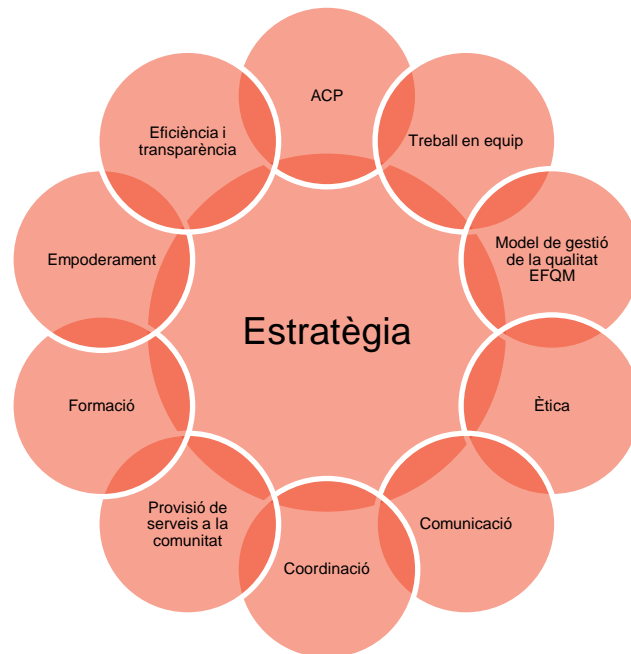 ACP
Treball en equip
Model de gestió
de la qualitat
EFQM
Ètica
Comunicació
Coordinació
Provisió de
serveis a la
comunitat
Formació
Empoderament
Eficiència i
transparència
Estratègia